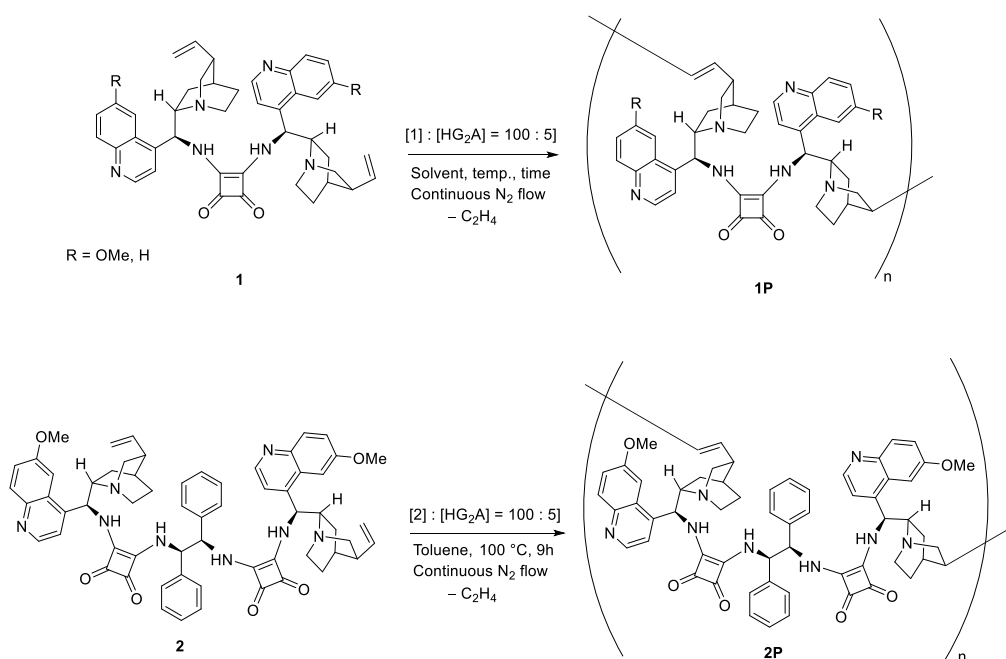 R
H
N
N
NH
HN
O
O
N
R
H
N
R = OMe, H
1
[1] : [HG2A] = 100 : 5]
Solvent, temp., time
Continuous N2 flow
– C2H4
R
H
N
N
NH
HN
O
O
N
R
H
N
n
1P
OMe
H
N
N
NH
HN
O
O
HN
NH
O
O
N
OMe
H
N
2
[2] : [HG2A] = 100 : 5]
Toluene, 100 °C, 9h
Continuous N2 flow
– C2H4
OMe
H
N
N
NH
HN
O
O
HN
NH
O
O
N
OMe
H
N
n
2P